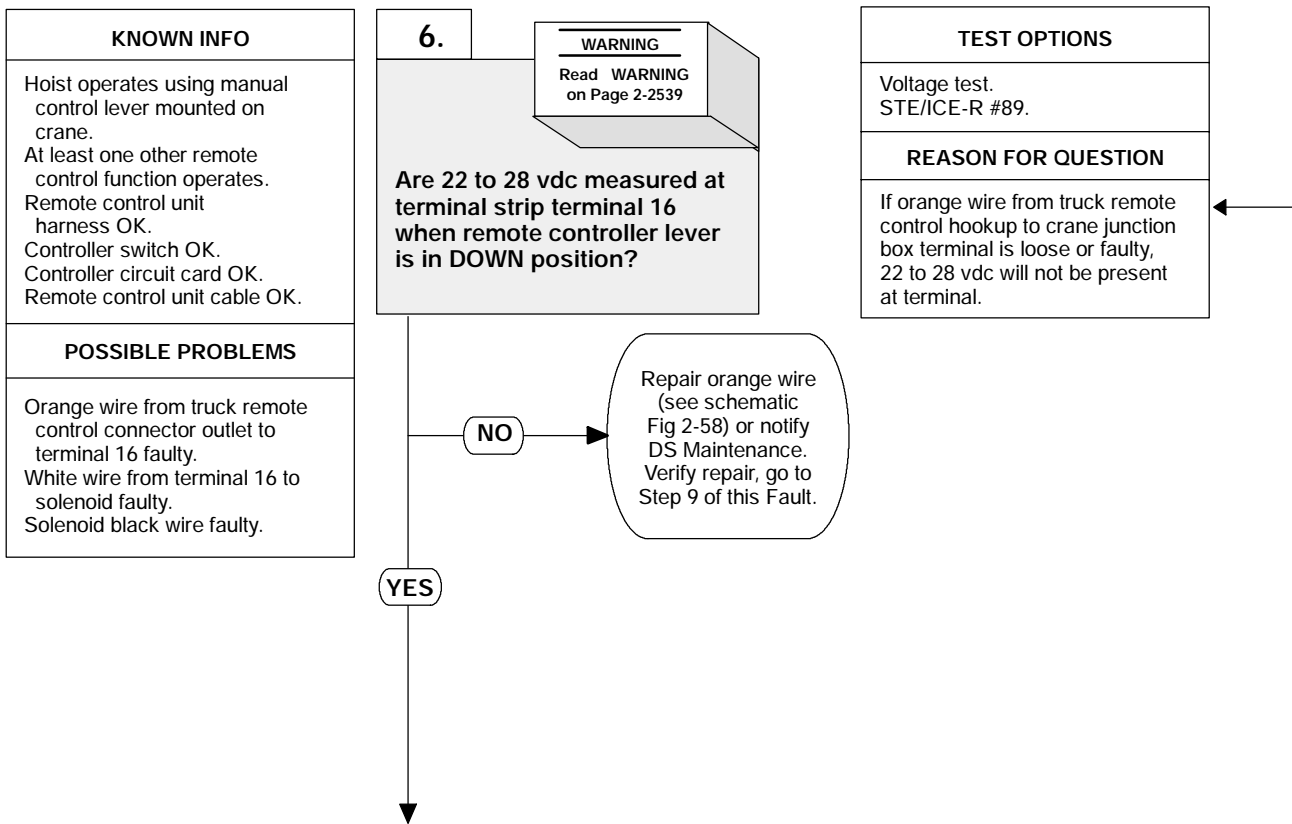 KNOWN INFO
Hoist operates using manual
control lever mounted on
crane.
At least one other remote
control function operates.
Remote control unit
harness OK.
Controller switch OK.
Controller circuit card OK.
Remote control unit cable OK.
POSSIBLE PROBLEMS
Orange wire from truck remote
control connector outlet to
terminal 16 faulty.
White wire from terminal 16 to
solenoid faulty.
Solenoid black wire faulty.
6.
WARNING
Read WARNING
on Page 2-2539
Are 22 to 28 vdc measured at
terminal strip terminal 16
when remote controller lever
is in DOWN position?
TEST OPTIONS
Voltage test.
STE/ICE-R #89.
REASON FOR QUESTION
If orange wire from truck remote
control hookup to crane junction
box terminal is loose or faulty,
22 to 28 vdc will not be present
at terminal.
NO
Repair orange wire
(see schematic
Fig 2-58) or notify
DS Maintenance.
Verify repair, go to
Step 9 of this Fault.
YES